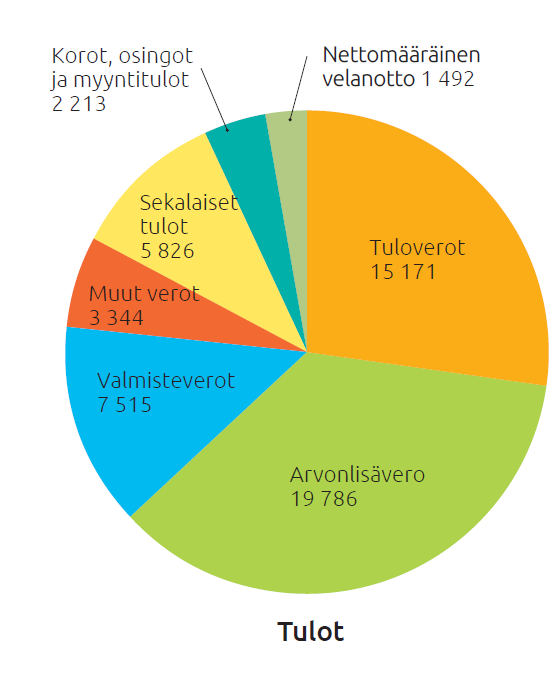 Korot, osingot
ja myyntitulot
2 213
Nettomääräinen
velanotto 1 492
Sekalaiset
tulot
5 826
Tuloverot
15 171
Muut verot
3 344
Valmisteverot
7 515
Arvonlisävero
19 786
Tulot